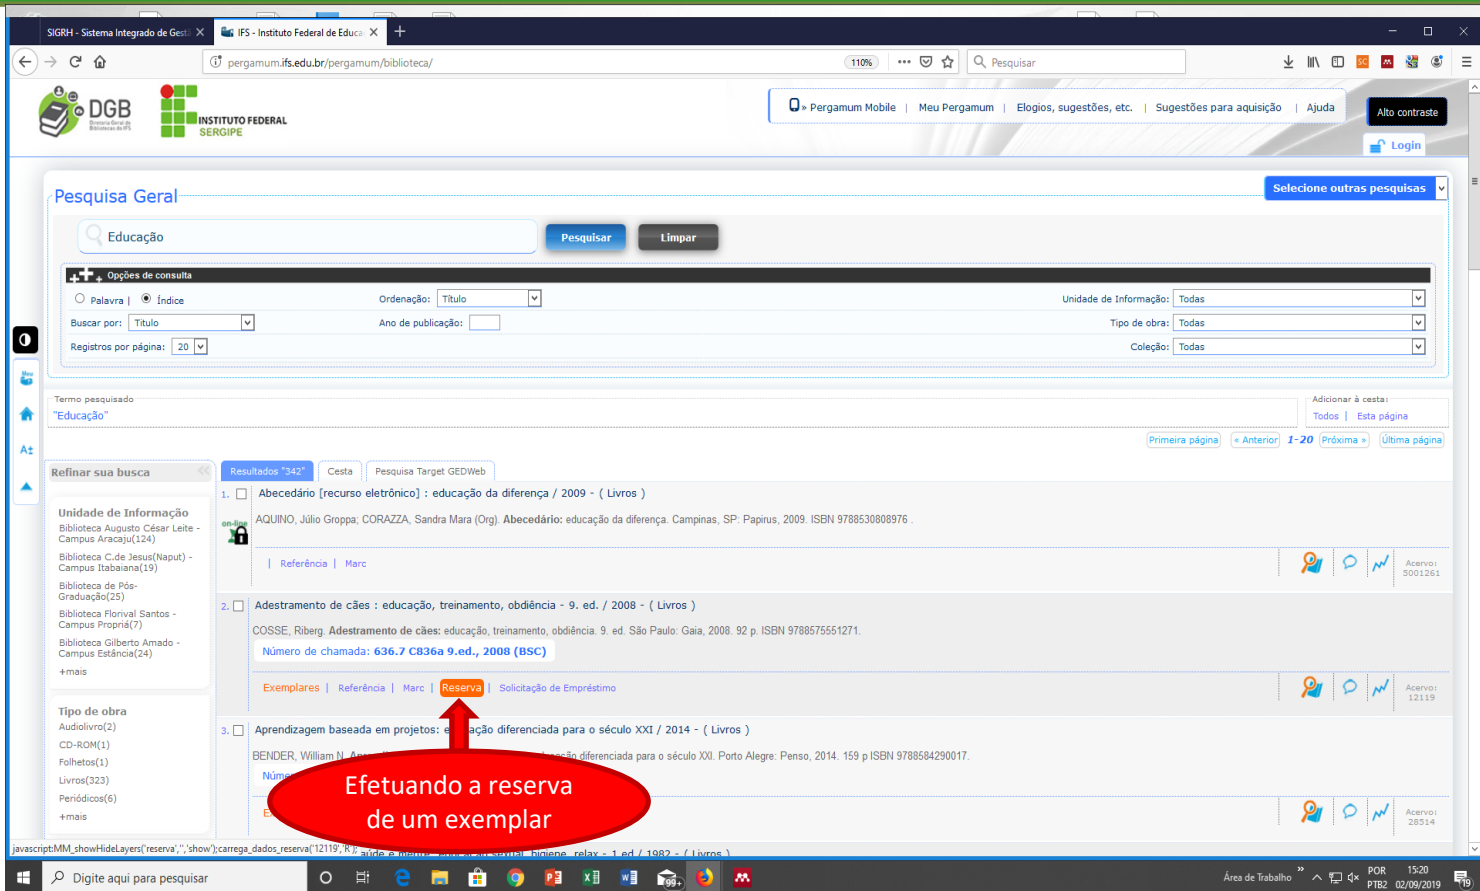 SIGRH - Sistema Integrado de Gest
IFS - Instituto Federal de Educa
pergamum.ifs.edu.br/pergamum/biblioteca/
110%
Pesquisar
DGB
INSTITUTO FEDERAL
SERGIPE
» Pergamum Mobile | Meu Pergamum | Elogios, sugestões, etc. | Sugestões para aquisição | Ajuda
Alto contraste
Login
Pesquisa Geral
Selecione outras pesquisas
Educação
Pesquisar
Limpar
Opções de consulta
Palavra | Índice
Ordenação: Título
Unidade de Informação: Todas
Buscar por: Titulo
Ano de publicação:
Tipo de obra: Todas
Registros por página: 20
Coleção: Todas
Termo pesquisado
"Educação"
Adicionar à cesta:
Todos | Esta página
Primeira página « Anterior 1-20 Próxima » Última página
Refinar sua busca
Resultados "342" Cesta Pesquisa Target GEDWeb
Unidade de Informação
Biblioteca Augusto César Leite -
Campus Aracaju(124)
Biblioteca C.de Jesus(Naput) -
Campus Itabaiana(19)
Biblioteca de Pós-
Graduação(25)
Biblioteca Florival Santos -
Campus Propriá(7)
Biblioteca Gilberto Amado -
Campus Estância(24)
+mais
Tipo de obra
Audiolivro(2)
CD-ROM(1)
Folhetos(1)
Livros(323)
Periódicos(6)
+mais
1. Abecedário [recurso eletrônico] : educação da diferença / 2009 - ( Livros )
on-line
AQUINO, Júlio Groppa; CORAZZA, Sandra Mara (Org). Abecedário: educação da diferença. Campinas, SP: Papirus, 2009. ISBN 9788530808976 .
| Referência | Marc
Acervo:
5001261
2. Adestramento de cães : educação, treinamento, obdiência - 9. ed. / 2008 - ( Livros )
COSSE, Riberg. Adestramento de cães: educação, treinamento, obdiência. 9. ed. São Paulo: Gaia, 2008. 92 p. ISBN 9788575551271.
Número de chamada: 636.7 C836a 9.ed., 2008 (BSC)
Exemplares | Referência | Marc | Reserva | Solicitação de Empréstimo
Acervo:
12119
3. Aprendizagem baseada em projetos: e ação diferenciada para o século XXI / 2014 - ( Livros )
BENDER, William N. diferenciada para o século XXI. Porto Alegre: Penso, 2014. 159 p ISBN 9788584290017.
Efetuando a reserva
de um exemplar
Acervo:
28514
javascript:MM_showHideLayers('reserva','','show');carrega_dados_reserva('12119','R');
Digite aqui para pesquisar
99+
Área de Trabalho
POR
PTB2
15:20
02/09/2019
19